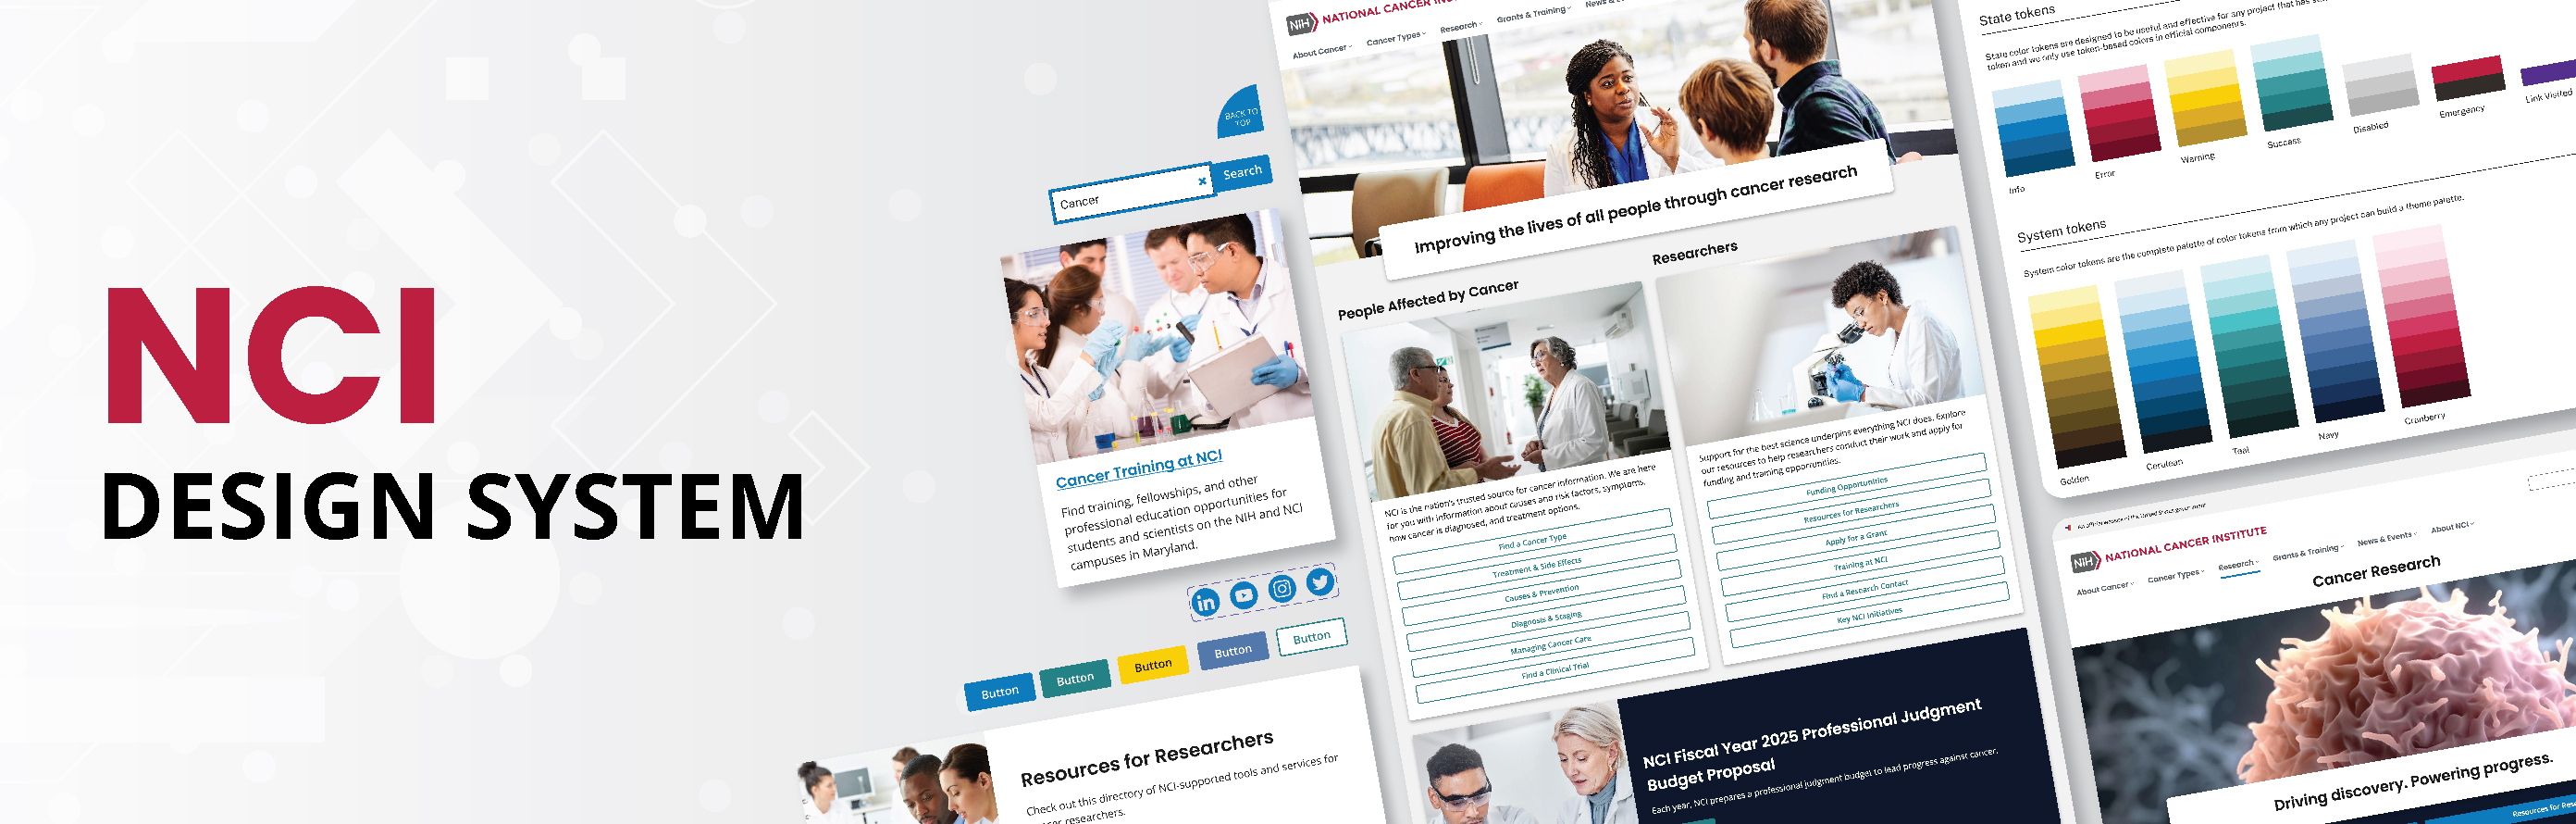 NCI
DESIGN SYSTEM
BACK TO
TOP
Cancer
Search
Cancer Training at NCI
Find training, fellowships, and other
professional education opportunities for
students and scientists on the NIH and NCI
campuses in Maryland.
Button
Button
Button
Button
Button
Resources for Researchers
Check out this directory of NCI-supported tools and services for
researchers.
NIH
NATIONAL CANCER
About Cancer
Cancer Types
Research
Grants & Training
News &
Improving the lives of all people through cancer research
People Affected by Cancer
NCI is the nation's trusted source for cancer information. We are here
for you with information about causes and risk factors, symptoms,
how cancer is diagnosed, and treatment options.
Find a Cancer Type
Treatment & Side Effects
Causes & Prevention
Diagnosis & Staging
Managing Cancer Care
Find a Clinical Trial
Researchers
Support for the best science underpins everything NCI does. Explore
our resources to help researchers conduct their work and apply for
funding and training opportunities.
Funding Opportunities
Resources for Researchers
Apply for a Grant
Training at NCI
Find a Research Contact
Key NCI Initiatives
NCI Fiscal Year 2025 Professional Judgment
Budget Proposal
Each year, NCI prepares a professional judgment budget to lead progress against cancer.
State tokens
State color tokens are designed to be useful and effective for any project that has
token and we only use token-based colors in official components.
Info
Error
Warning
Success
Disabled
Emergency
Link Visited
System tokens
System color tokens are the complete palette of color tokens from which any project can build a theme palette.
Golden
Cerulean
Teal
Navy
Cranberry
An official website of the United States government
NIH
NATIONAL CANCER INSTITUTE
About Cancer
Cancer Types
Research
Grants & Training
News & Events
About NCI
Cancer Research
Driving discovery. Powering progress.
Resources for